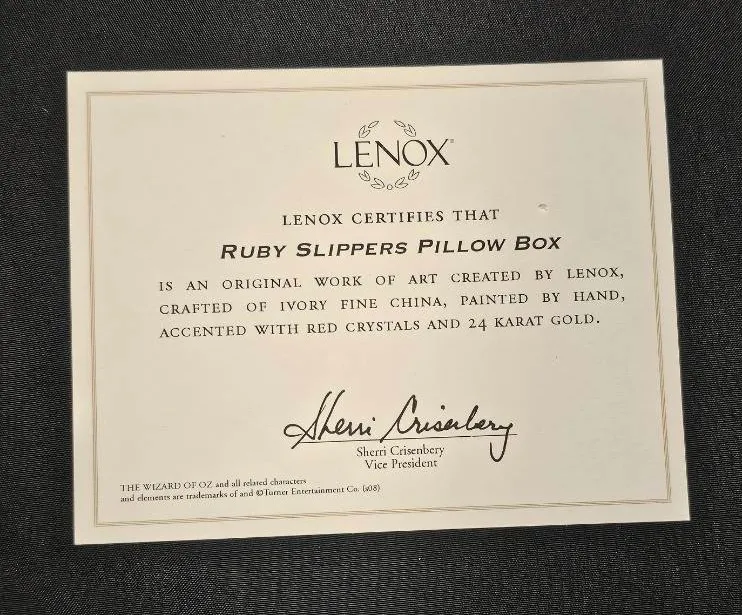 LENOX®
LENOX CERTIFIES THAT
RUBY SLIPPERS PILLOW BOX
IS AN ORIGINAL WORK OF ART CREATED BY LENOX,
CRAFTED OF IVORY FINE CHINA, PAINTED BY HAND,
ACCENTED WITH RED CRYSTALS AND 24 KARAT GOLD.
Sherri Crisenbery
Sherri Crisenbery
Vice President
THE WIZARD OF OZ and all related characters
and elements are trademarks of and © Turner Entertainment Co. (s08)